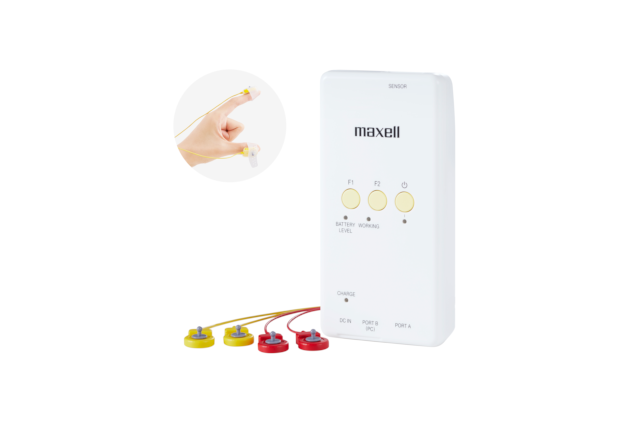 SENSOR
maxell
F1 F2
BATTERY LEVEL WORKING
CHARGE
DC IN PORT B (PC) PORT A